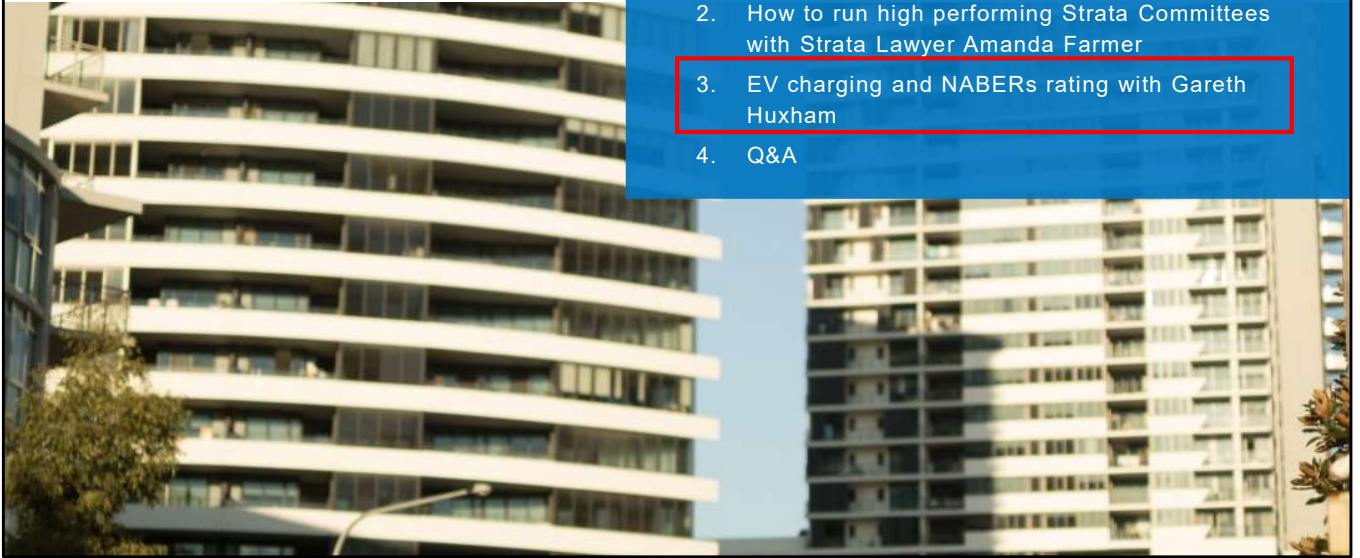 2. How to run high performing Strata Committees
with Strata Lawyer Amanda Farmer
3. EV charging and NABERs rating with Gareth
Huxham
4. Q&A